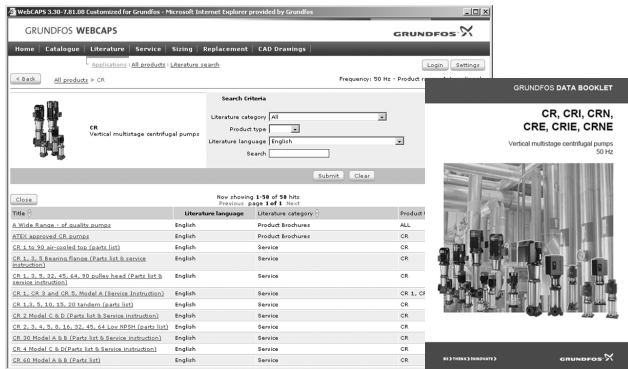 WebCAPS 3.30-7.81.08 Customized for Grundfos - Microsoft Internet Explorer provided by Grundfos
GRUNDFOS WEBCAPS
GRUNDFOS
Home Catalogue Literature Service Sizing Replacement CAD Drawings
Applications All products Literature search
Login Settings
< Back All products > CR
Frequency: 50 Hz - Product
CR
Vertical multistage centrifugal pumps
Search Criteria
Literature category All
Product type
Literature language English
Search
Submit Clear
Close
Now showing 1-50 of 50 hits
Previous page 1 of 1 Next
Title Literature language Literature category Product
A Wide Range - of quality pumps English Product Brochures ALL
ATEX approved CR pumps English Product Brochures CR
CR 1 to 90 air-cooled top (parts list) English Service CR
CR 1, 3, 5 Bearing flange (Parts list & service
instruction) English Service CR
CR 1, 3, 5, 32, 45, 64, 90 pulley head (Parts list &
service instruction) English Service CR
CR 1, CR 3 and CR 5, Model A (Service Instruction) English Service CR 1, CR
CR 1,3, 5, 10, 15, 20 tandem (parts list) English Service CR
CR 2 Model C & D (Parts list & Service instruction) English Service CR
CR 2, 3, 4, 5, 8, 16, 32, 45, 64 Low NPSH (parts list) English Service CR
CR 30 Model A & B (Parts list & Service instruction) English Service CR
CR 4 Model C & D(Parts list & Service instruction) English Service CR
CR 60 Model A & B (Parts list) English Service CR
GRUNDFOS DATA BOOKLET
CR, CRI, CRN,
CRE, CRIE, CRNE
Vertical multistage centrifugal pumps
50 Hz
BE > THINK > INNOVATE >
GRUNDFOS